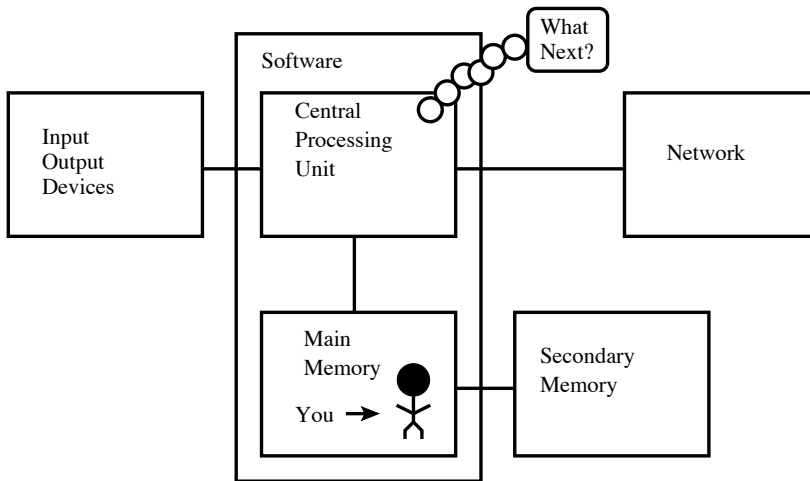 What
Next?
Software
Input
Output
Devices
Central
Processing
Unit
Network
Main
Memory
You
Secondary
Memory